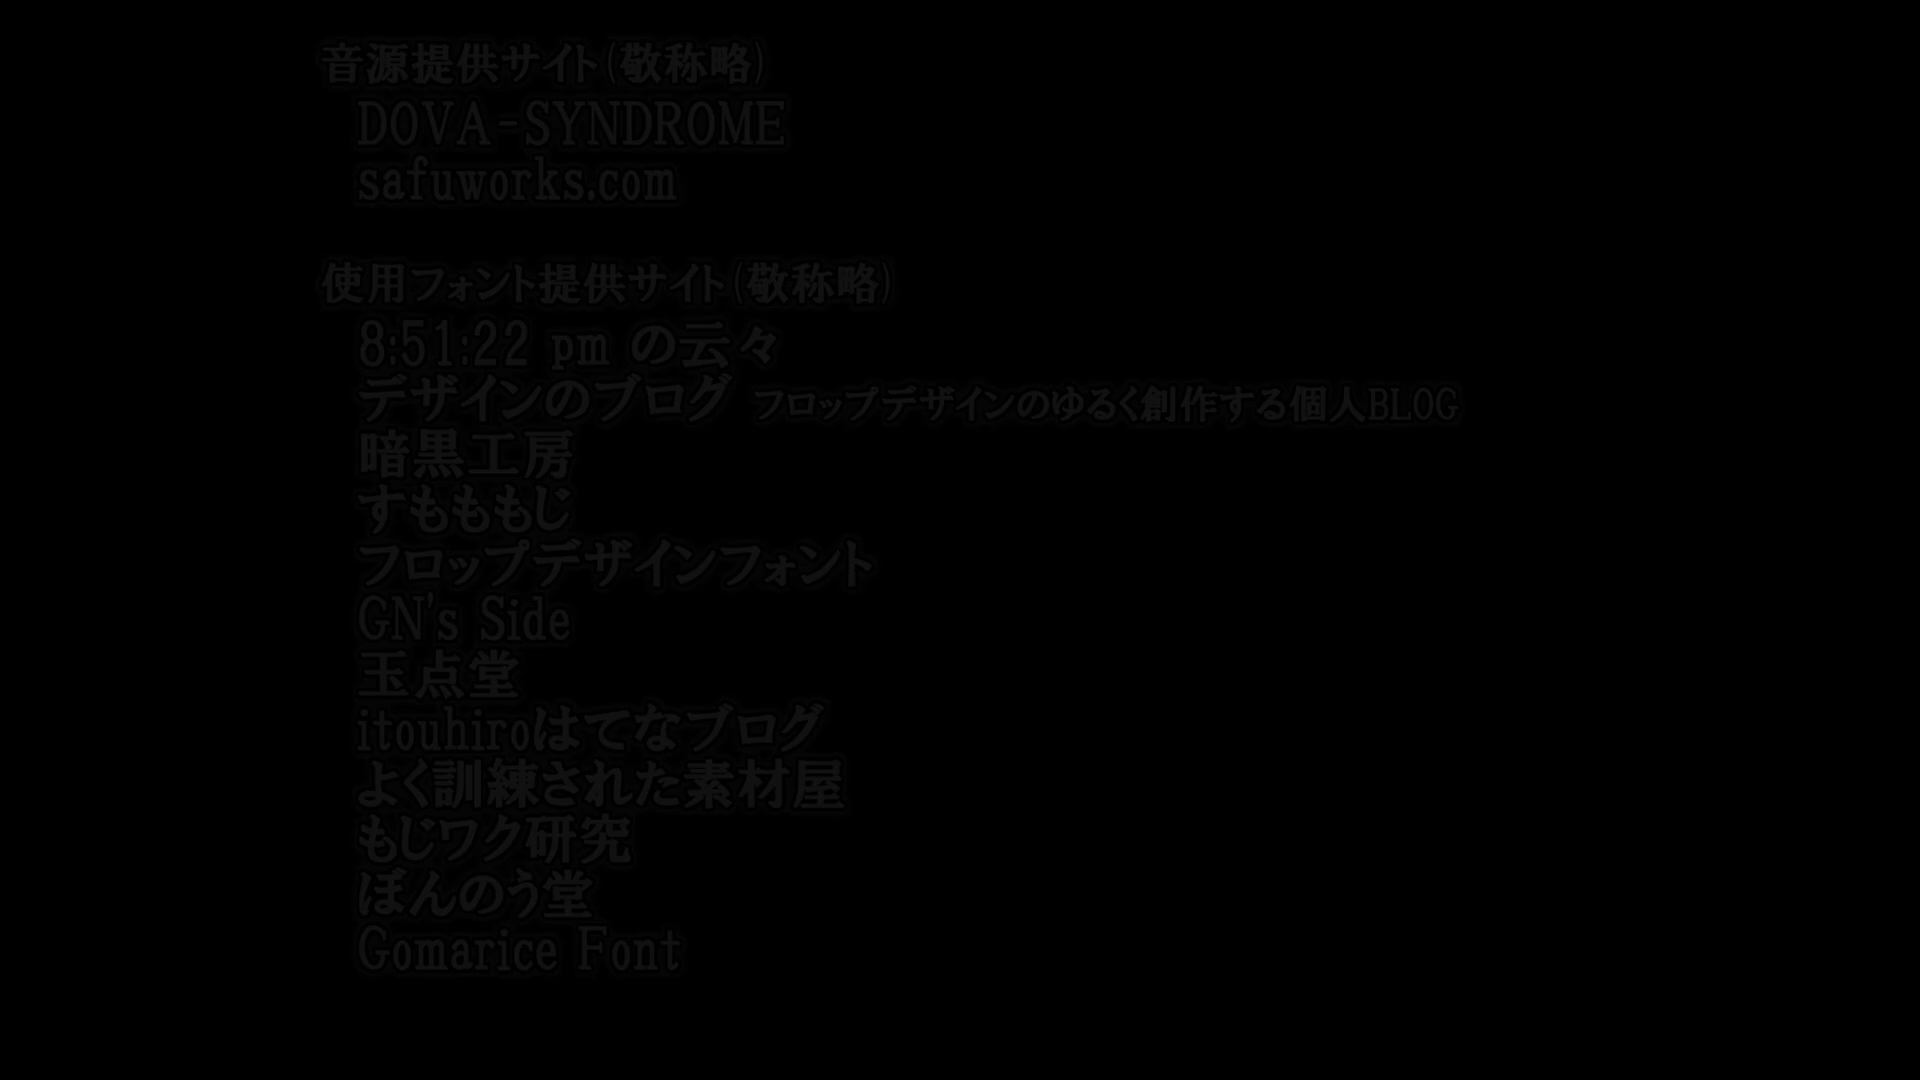 音源提供サイト(敬称略)
DOVA-SYNDROME
safuworks.com
使用フォント提供サイト(敬称略)
8:51:22 pm の云々
デザインのブログ フロップデザインのゆるく創作する個人BLOG
暗黒工房
すもももじ
フロップデザインフォント
GN's Side
玉点堂
itouhiroはてなブログ
よく訓練された素材屋
もじワク研究
ぼんのう堂
Gomarice Font